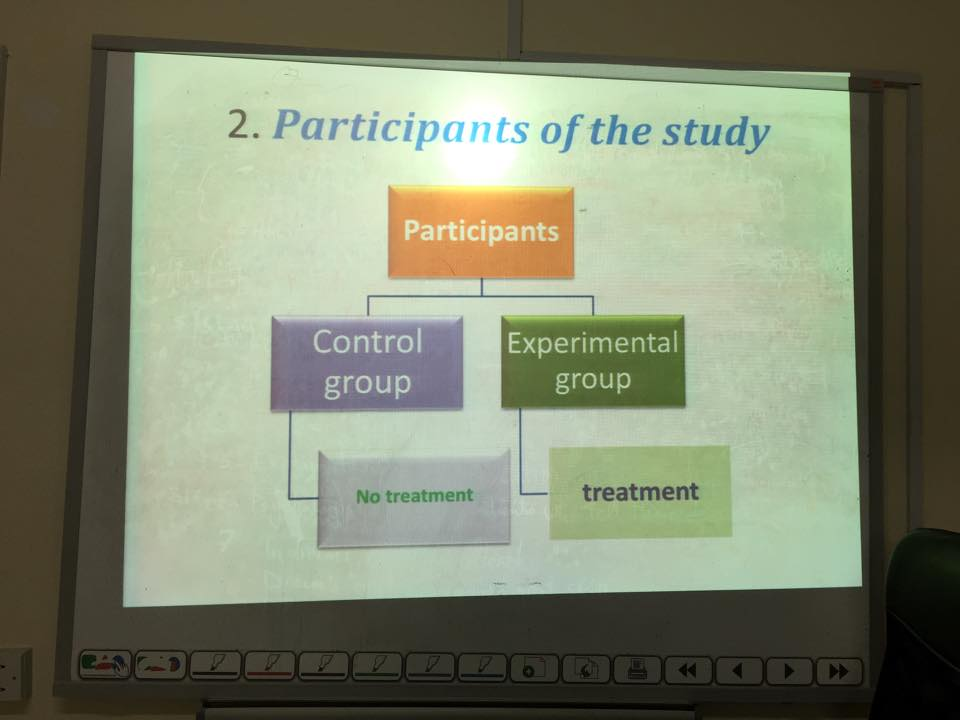 2. Participants of the study
Participants
Control
group
Experimental
group
No treatment
treatment